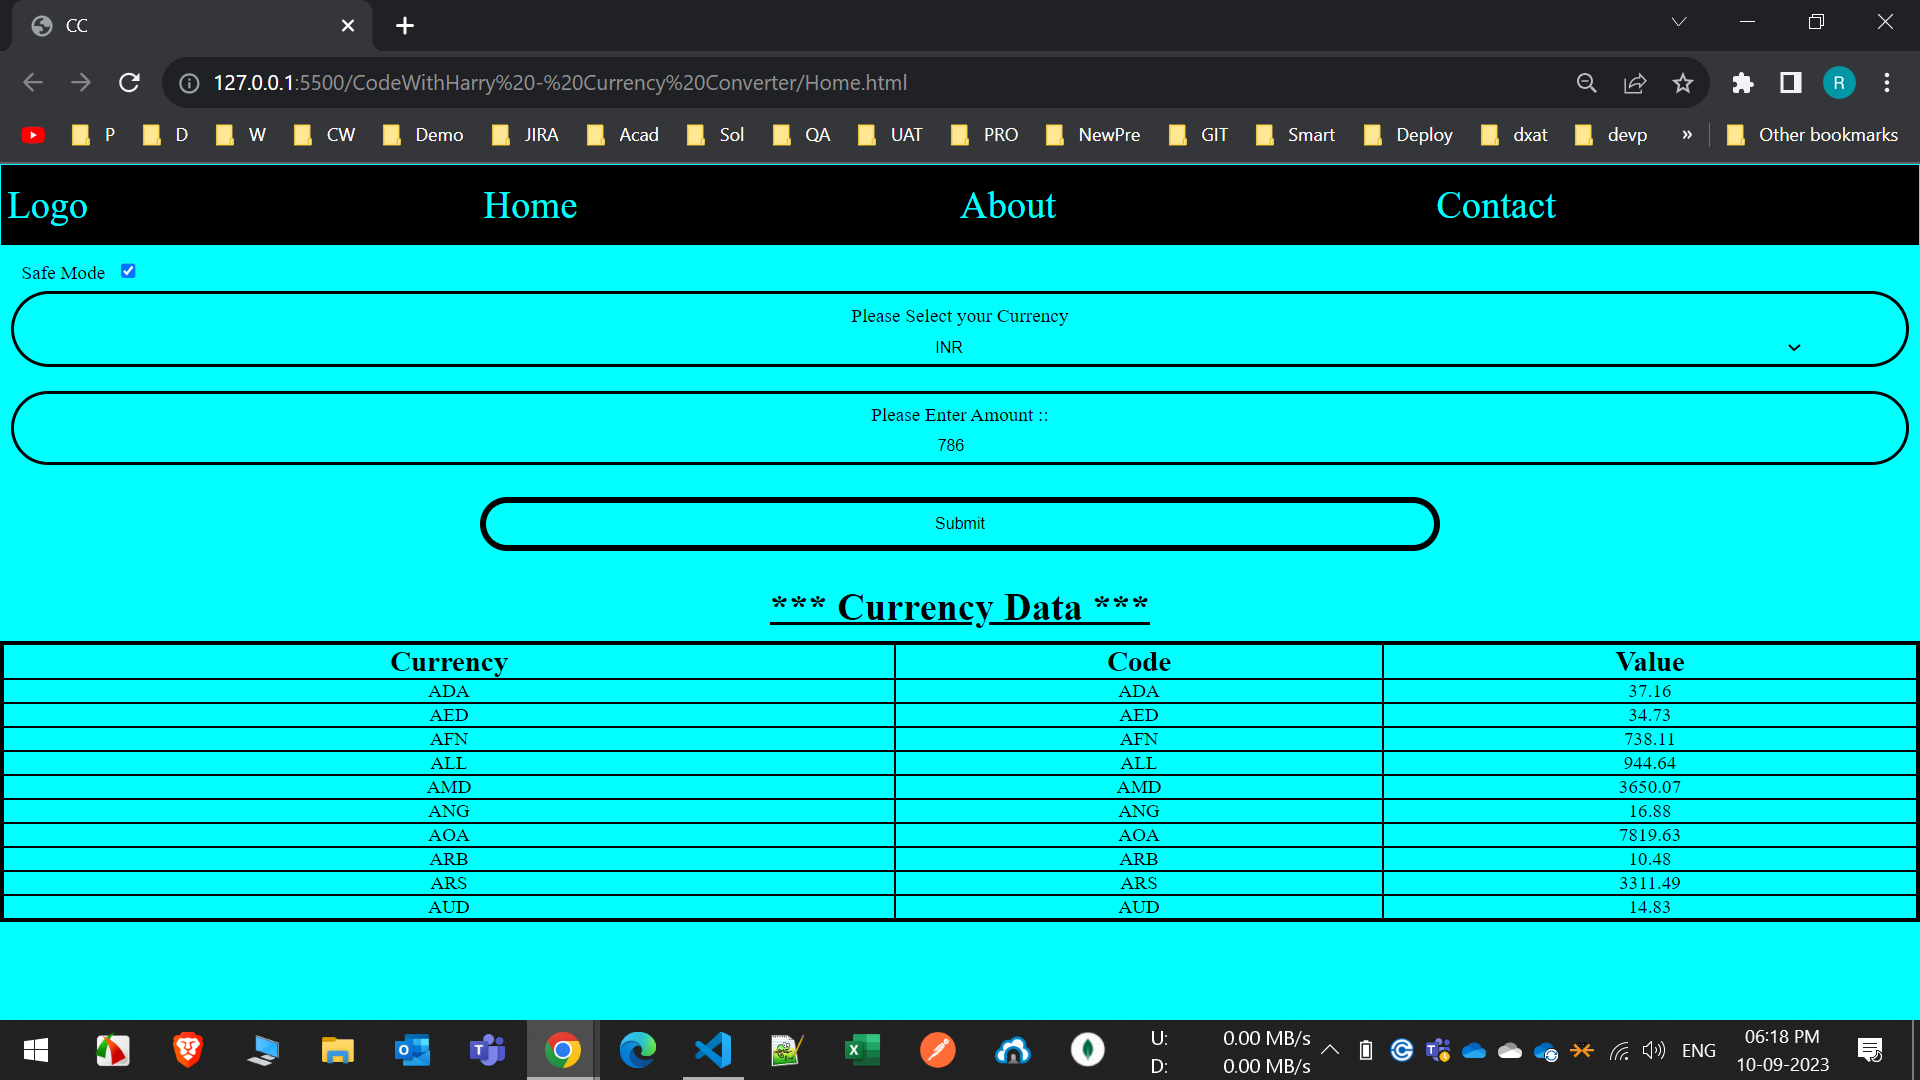 CC
127.0.0.1:5500/CodeWithHarry%20-%20Currency%20Converter/Home.html
R
P D W CW Demo JIRA Acad Sol QA UAT PRO NewPre GIT Smart Deploy dxat devp » Other bookmarks
Logo Home About Contact
Safe Mode
Please Select your Currency
INR
Please Enter Amount ::
786
Submit
*** Currency Data ***
Currency Code Value
ADA ADA 37.16
AED AED 34.73
AFN AFN 738.11
ALL ALL 944.64
AMD AMD 3650.07
ANG ANG 16.88
AOA AOA 7819.63
ARB ARB 10.48
ARS ARS 3311.49
AUD AUD 14.83
U: 0.00 MB/s
D: 0.00 MB/s
ENG
06:18 PM
10-09-2023